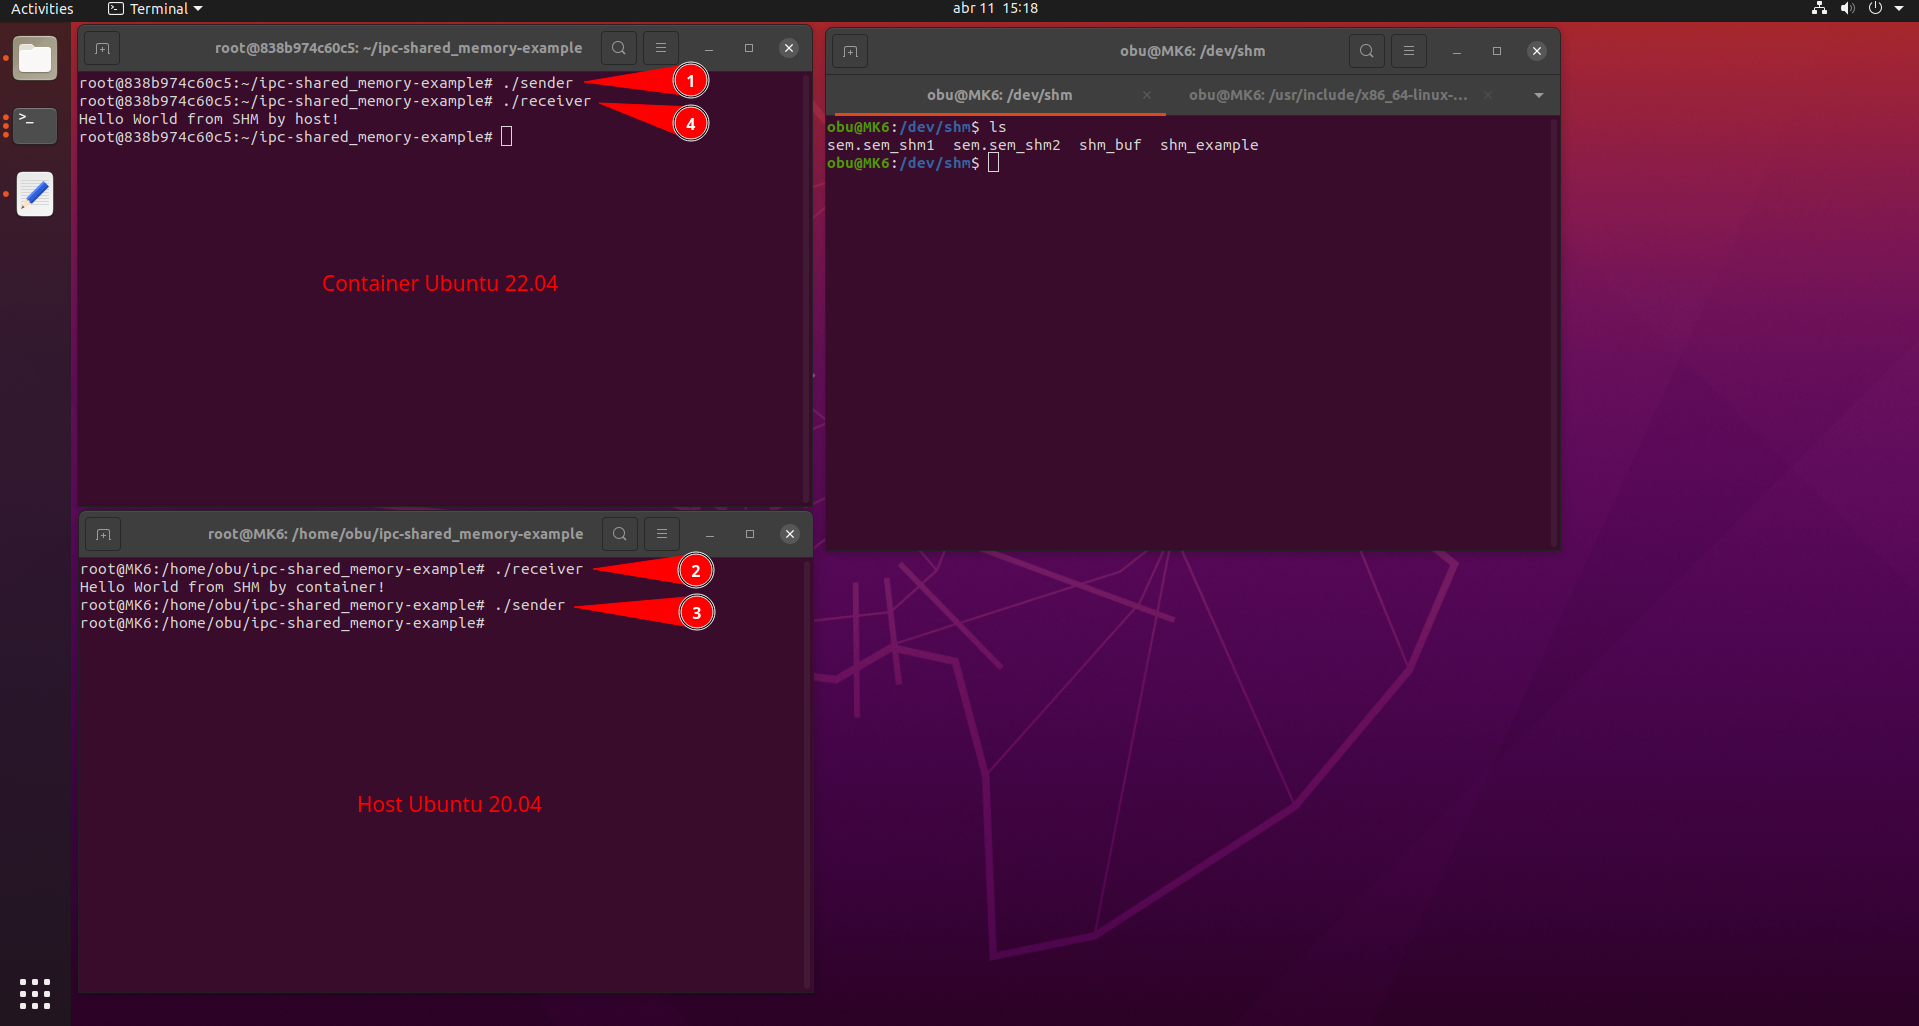 Activities
Terminal
abr 11 15:18
root@838b974c60c5: ~/ipc-shared_memory-example
root@838b974c60c5:~/ipc-shared_memory-example# ./sender
1
root@838b974c60c5:~/ipc-shared_memory-example# ./receiver
4
Hello World from SHM by host!
root@838b974c60c5:~/ipc-shared_memory-example#
Container Ubuntu 22.04
root@MK6: /home/obu/ipc-shared_memory-example
root@MK6:/home/obu/ipc-shared_memory-example# ./receiver
2
Hello World from SHM by container!
root@MK6:/home/obu/ipc-shared_memory-example# ./sender
3
root@MK6:/home/obu/ipc-shared_memory-example#
Host Ubuntu 20.04
obu@MK6: /dev/shm
obu@MK6: /dev/shm
obu@MK6: /usr/include/x86_64-linux-...
obu@MK6:/dev/shm$ ls
sem.sem_shm1 sem.sem_shm2 shm_buf shm_example
obu@MK6:/dev/shm$